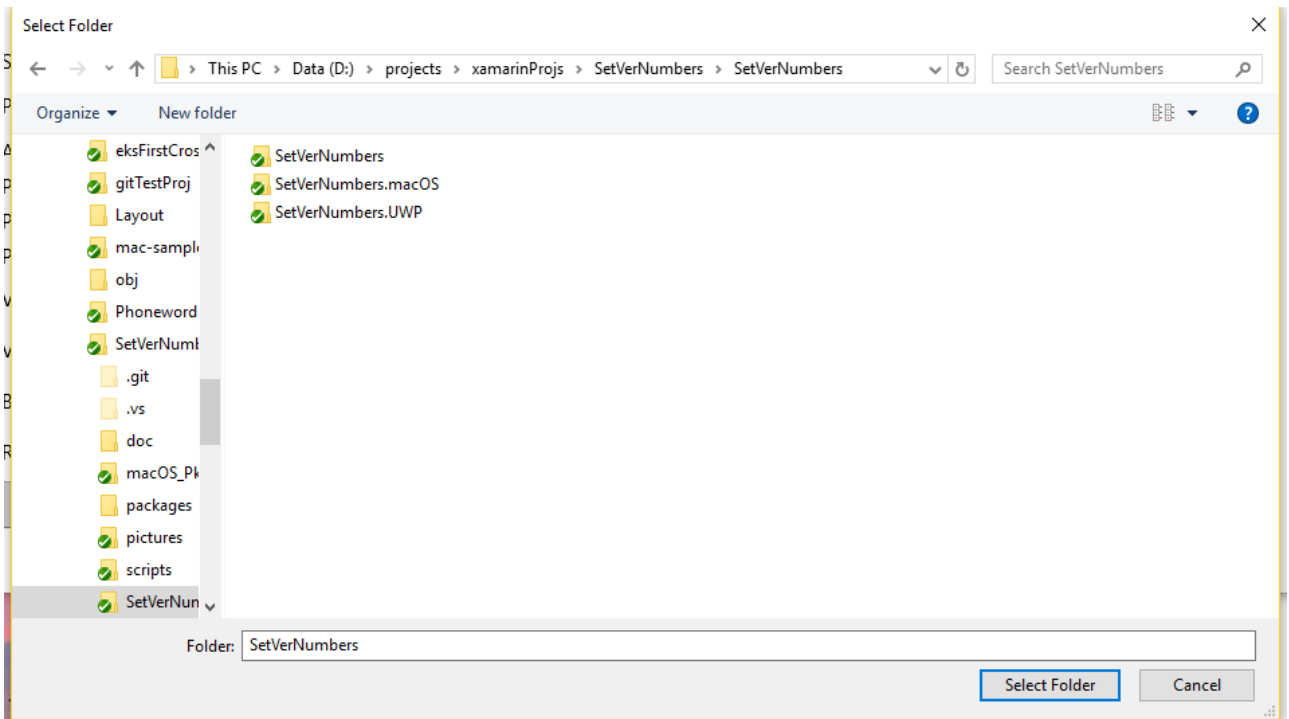 Select Folder
This PC > Data (D:) > projects > xamarinProjs > SetVerNumbers > SetVerNumbers
Search SetVerNumbers
Organize
New folder
?
eksFirstCros
gitTestProj
Layout
mac-sampl
obj
Phoneword
SetVerNumb
.git
.vs
doc
macOS_Pk
packages
pictures
scripts
SetVerNun
SetVerNumbers
SetVerNumbers.macOS
SetVerNumbers.UWP
Folder:
SetVerNumbers
Select Folder
Cancel